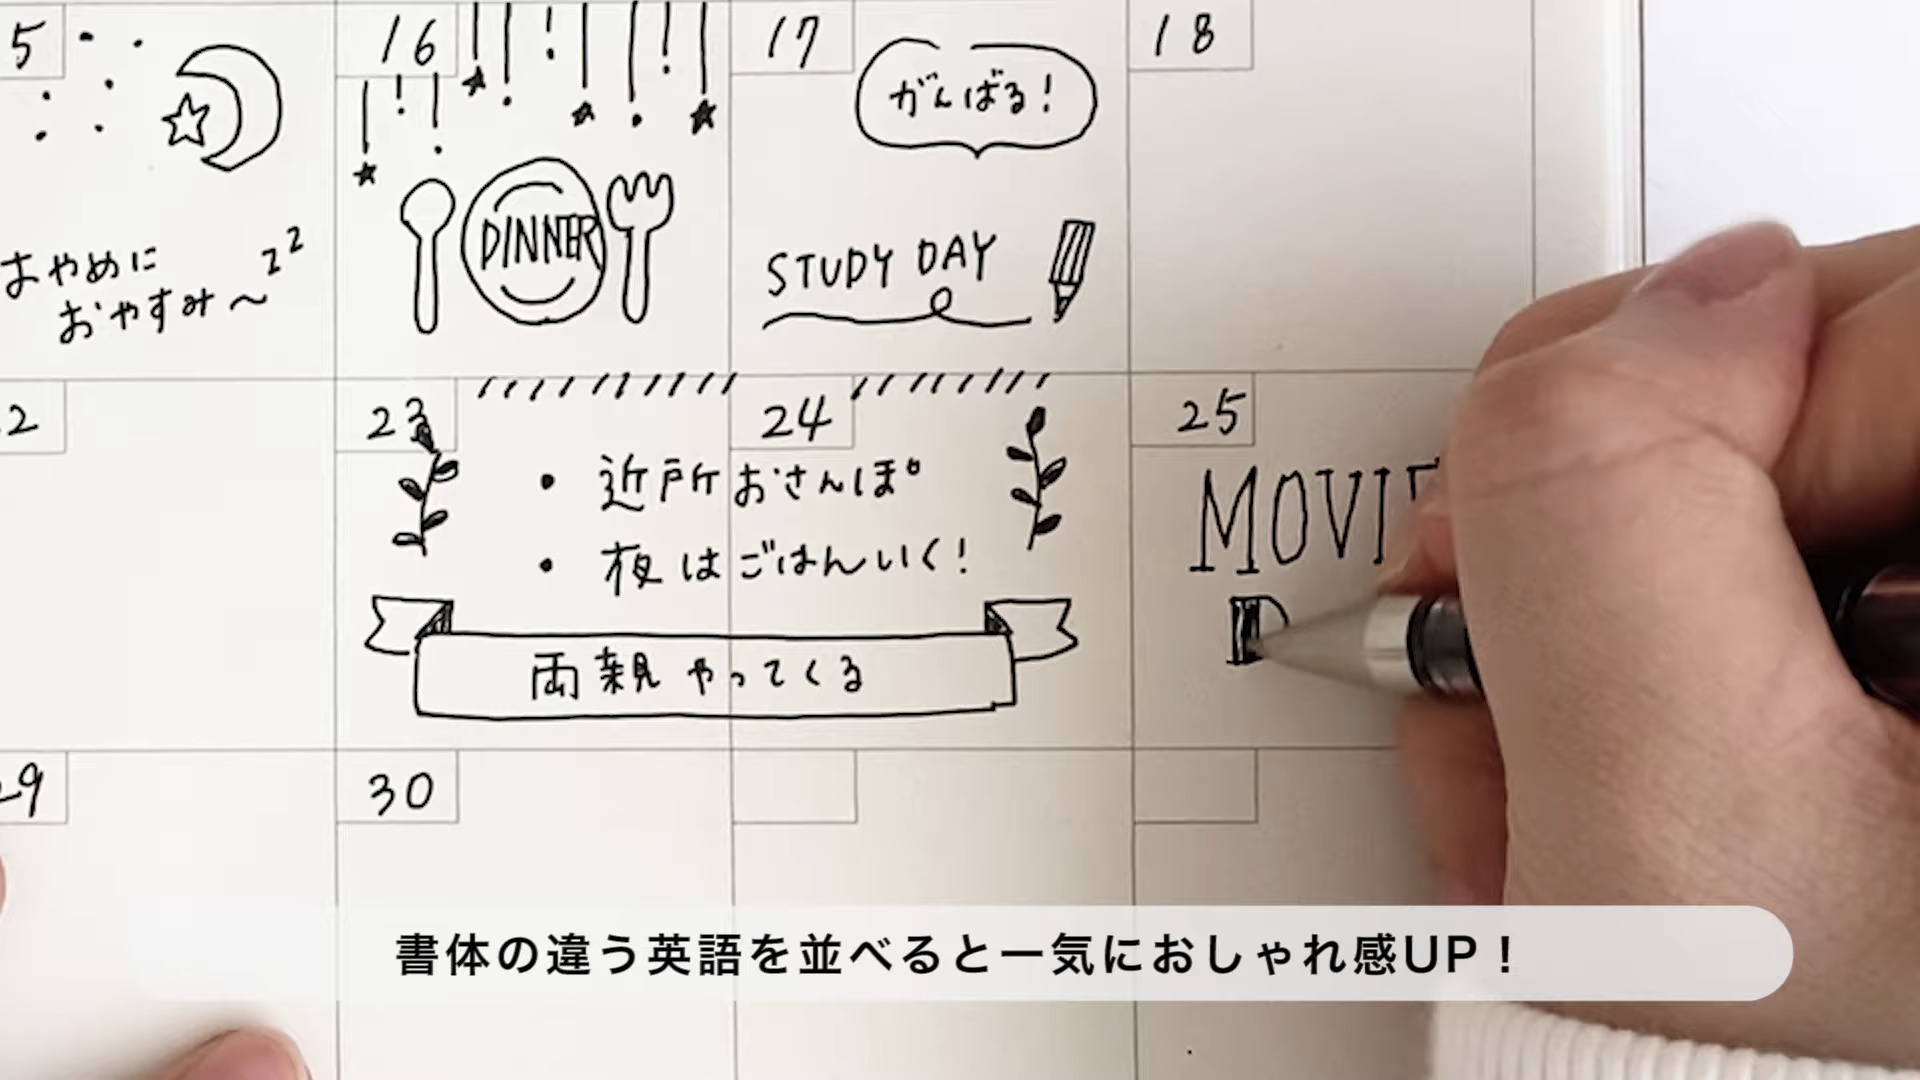 5
16
17
18
がんばる!
DINNER
STUDY DAY
おやめに
おやすみ〜zz
23
24
25
・近所おさんぽ
・夜はごはんいく!
両親やってくる
MOVIE
D
29
30
書体の違う英語を並べると一気におしゃれ感UP!